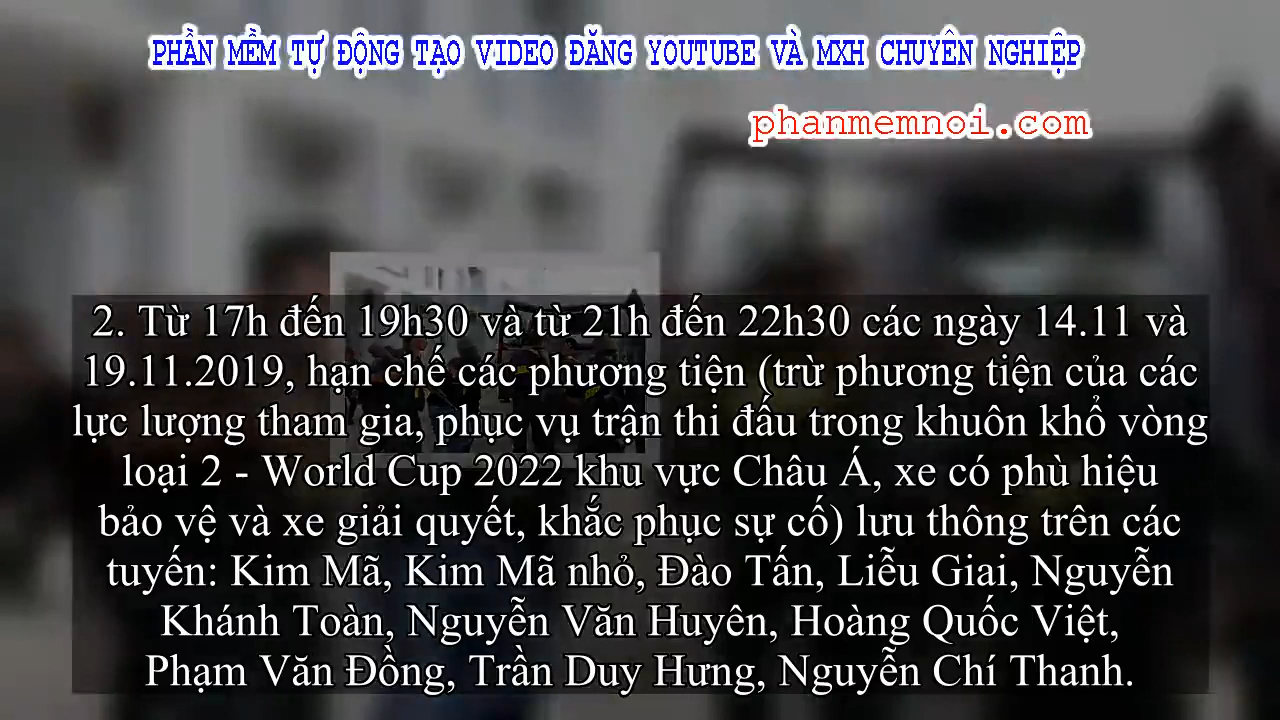 PHẦN MỀM TỰ ĐỘNG TẠO VIDEO ĐĂNG YOUTUBE VÀ MXH CHUYÊN NGHIỆP
phanmemnoi.com
2. Từ 17h đến 19h30 và từ 21h đến 22h30 các ngày 14.11 và
19.11.2019, hạn chế các phương tiện (trừ phương tiện của các
lực lượng tham gia, phục vụ trận thi đấu trong khuôn khổ vòng
loại 2 - World Cup 2022 khu vực Châu Á, xe có phù hiệu
bảo vệ và xe giải quyết, khắc phục sự cố) lưu thông trên các
tuyến: Kim Mã, Kim Mã nhỏ, Đào Tấn, Liễu Giai, Nguyễn
Khánh Toàn, Nguyễn Văn Huyên, Hoàng Quốc Việt,
Phạm Văn Đồng, Trần Duy Hưng, Nguyễn Chí Thanh.